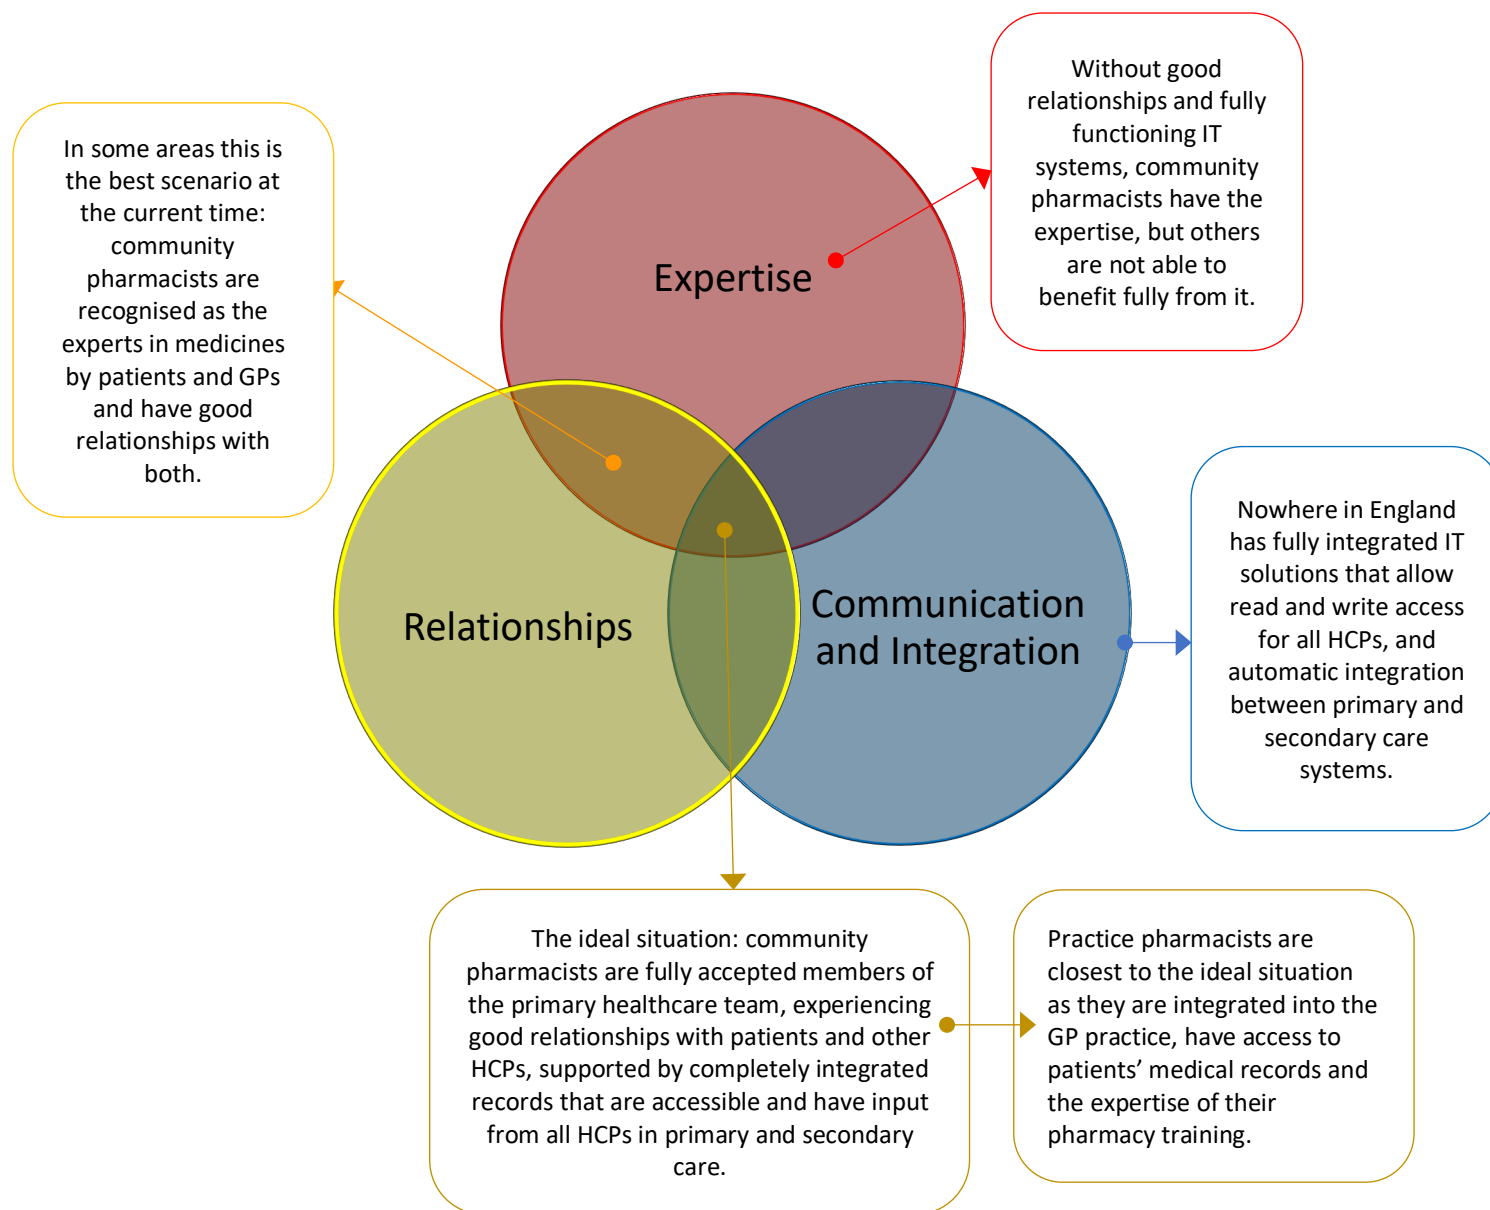 Without good
relationships and fully
functioning IT
systems, community
pharmacists have the
expertise, but others
are not able to
benefit fully from it.
In some areas this is
the best scenario at
the current time:
community
pharmacists are
recognised as the
experts in medicines
by patients and GPs
and have good
relationships with
both.
Expertise
Relationships
Communication
and Integration
Nowhere in England
has fully integrated IT
solutions that allow
read and write access
for all HCPs, and
automatic integration
between primary and
secondary care
systems.
The ideal situation: community
pharmacists are fully accepted members of
the primary healthcare team, experiencing
good relationships with patients and other
HCPs, supported by completely integrated
records that are accessible and have input
from all HCPs in primary and secondary
care.
Practice pharmacists are
closest to the ideal situation
as they are integrated into the
GP practice, have access to
patients’ medical records and
the expertise of their
pharmacy training.